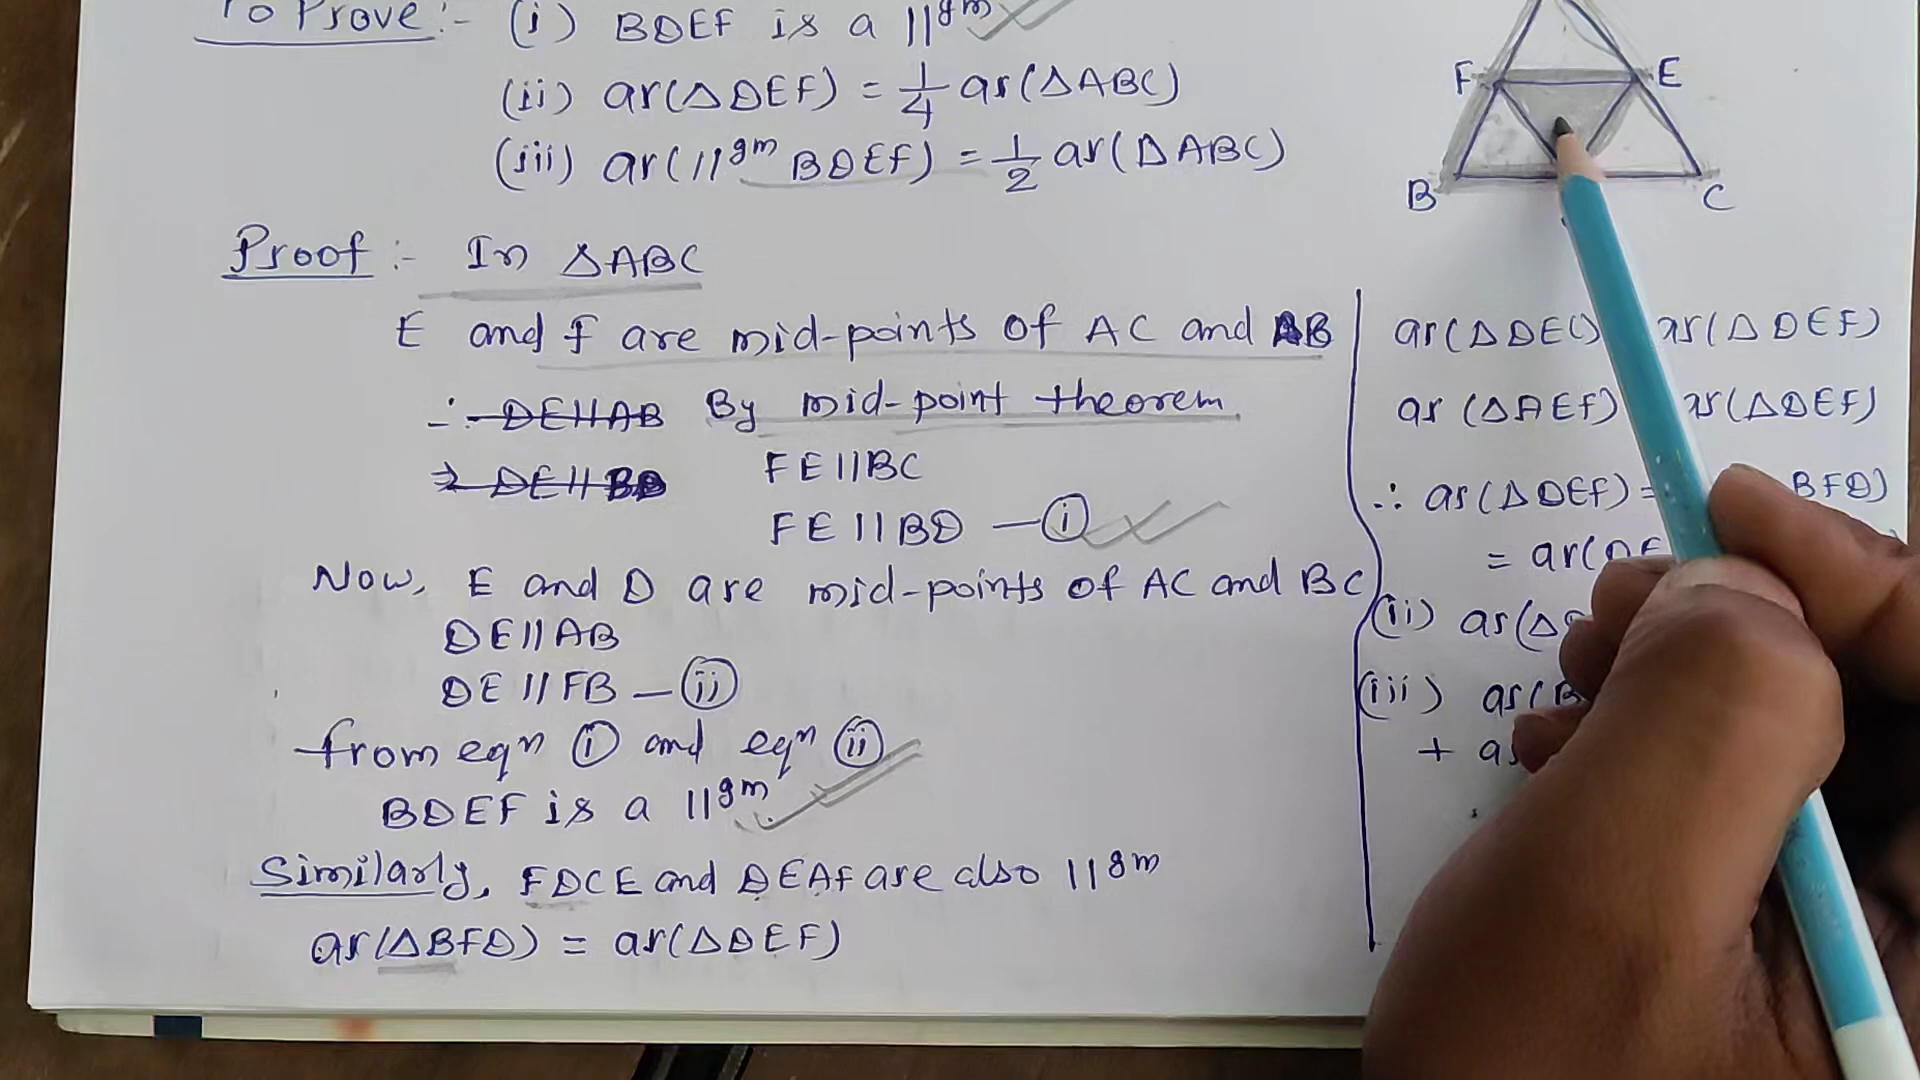 To Prove :- (i) BDEF is a ||gm
(ii) ar(△DEF) = 1/4 ar(△ABC)
(iii) ar(||gm BDEF) = 1/2 ar(△ABC)
F E
B C
Proof :- In △ABC
E and F are mid-points of AC and AB
∴ DE||AB By mid-point theorem
FE||BC
FE||BD — (i)
Now, E and D are mid-points of AC and BC
DE||AB
DE||FB — (ii)
from eqn (i) and eqn (ii)
BDEF is a ||gm
Similarly, FDCE and DEAF are also ||gm
ar(△BFD) = ar(△DEF)
ar(△DEC) ar(△DEF)
ar(△AEF) ar(△DEF)
∴ ar(△DEF) = BFD)
= ar(DE
(ii) ar(△
(iii) ar(B
+ a